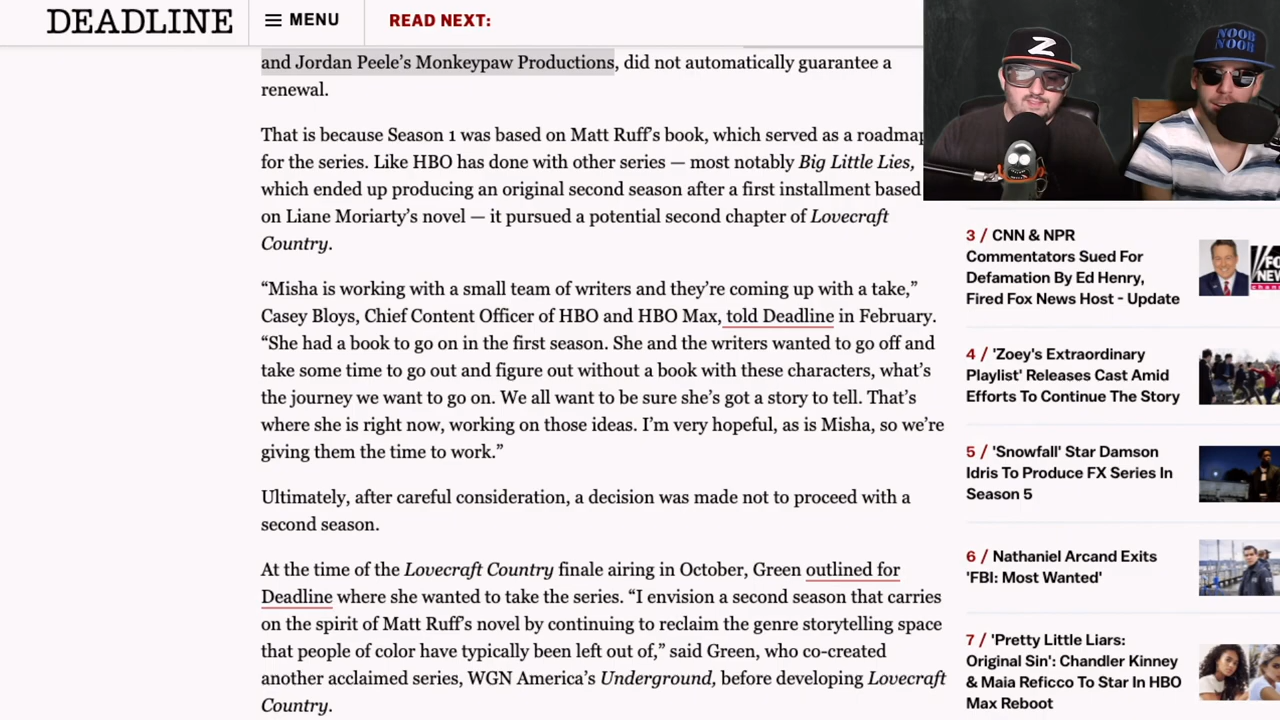 DEADLINE
MENU
READ NEXT:
and Jordan Peele's Monkeypaw Productions, did not automatically guarantee a
renewal.
That is because Season 1 was based on Matt Ruff's book, which served as a roadmap
for the series. Like HBO has done with other series — most notably Big Little Lies,
which ended up producing an original second season after a first installment based
on Liane Moriarty's novel — it pursued a potential second chapter of Lovecraft
Country.
“Misha is working with a small team of writers and they're coming up with a take,”
Casey Bloys, Chief Content Officer of HBO and HBO Max, told Deadline in February.
“She had a book to go on in the first season. She and the writers wanted to go off and
take some time to go out and figure out without a book with these characters, what's
the journey we want to go on. We all want to be sure she's got a story to tell. That's
where she is right now, working on those ideas. I'm very hopeful, as is Misha, so we're
giving them the time to work.”
Ultimately, after careful consideration, a decision was made not to proceed with a
second season.
At the time of the Lovecraft Country finale airing in October, Green outlined for
Deadline where she wanted to take the series. “I envision a second season that carries
on the spirit of Matt Ruff's novel by continuing to reclaim the genre storytelling space
that people of color have typically been left out of,” said Green, who co-created
another acclaimed series, WGN America's Underground, before developing Lovecraft
Country.
Z
NOOB
NOOB
3 / CNN & NPR
Commentators Sued For
Defamation By Ed Henry,
Fired Fox News Host - Update
4 / 'Zoey's Extraordinary
Playlist' Releases Cast Amid
Efforts To Continue The Story
5 / 'Snowfall' Star Damson
Idris To Produce FX Series In
Season 5
6 / Nathaniel Arcand Exits
'FBI: Most Wanted'
7 / 'Pretty Little Liars:
Original Sin': Chandler Kinney
& Maia Reficco To Star In HBO
Max Reboot